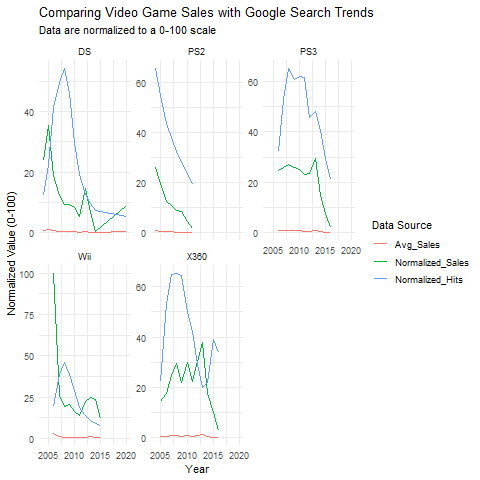 Comparing Video Game Sales with Google Search Trends
Data are normalized to a 0-100 scale
DS PS2 PS3
40
20
0
60
40
20
0
60
40
20
0
2005 2010 2015 2020
Wii X360
100
75
50
25
0
60
40
20
0
2005 2010 2015 2020
2005 2010 2015 2020
Normalized Value (0-100)
Year
Data Source
Avg_Sales
Normalized_Sales
Normalized_Hits